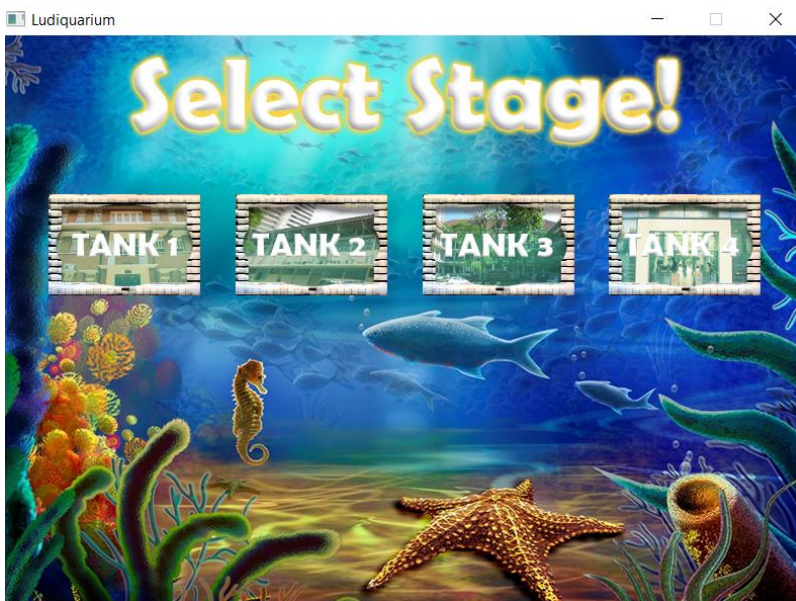 Ludiquarium
Select Stage!
TANK 1
TANK 2
TANK 3
TANK 4